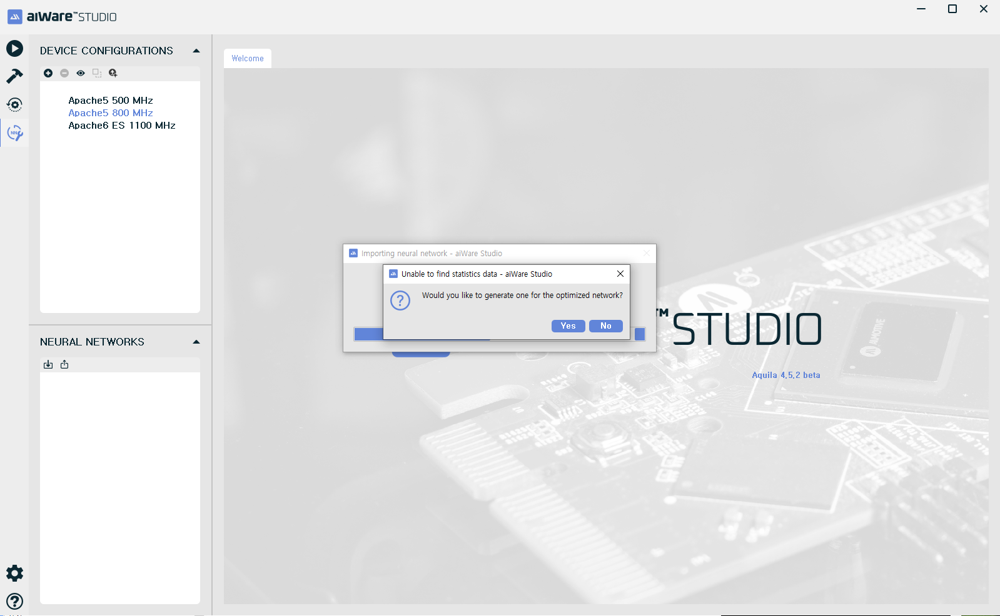 aiWare™STUDIO
DEVICE CONFIGURATIONS
Apache5 500 MHz
Apache5 800 MHz
Apache6 ES 1100 MHz
NN
NEURAL NETWORKS
Welcome
Importing neural network - aiWare Studio
Unable to find statistics data - aiWare Studio
Would you like to generate one for the optimized network?
Yes
No
™STUDIO
Aquila 4.5.2 beta
AIMOTIVE